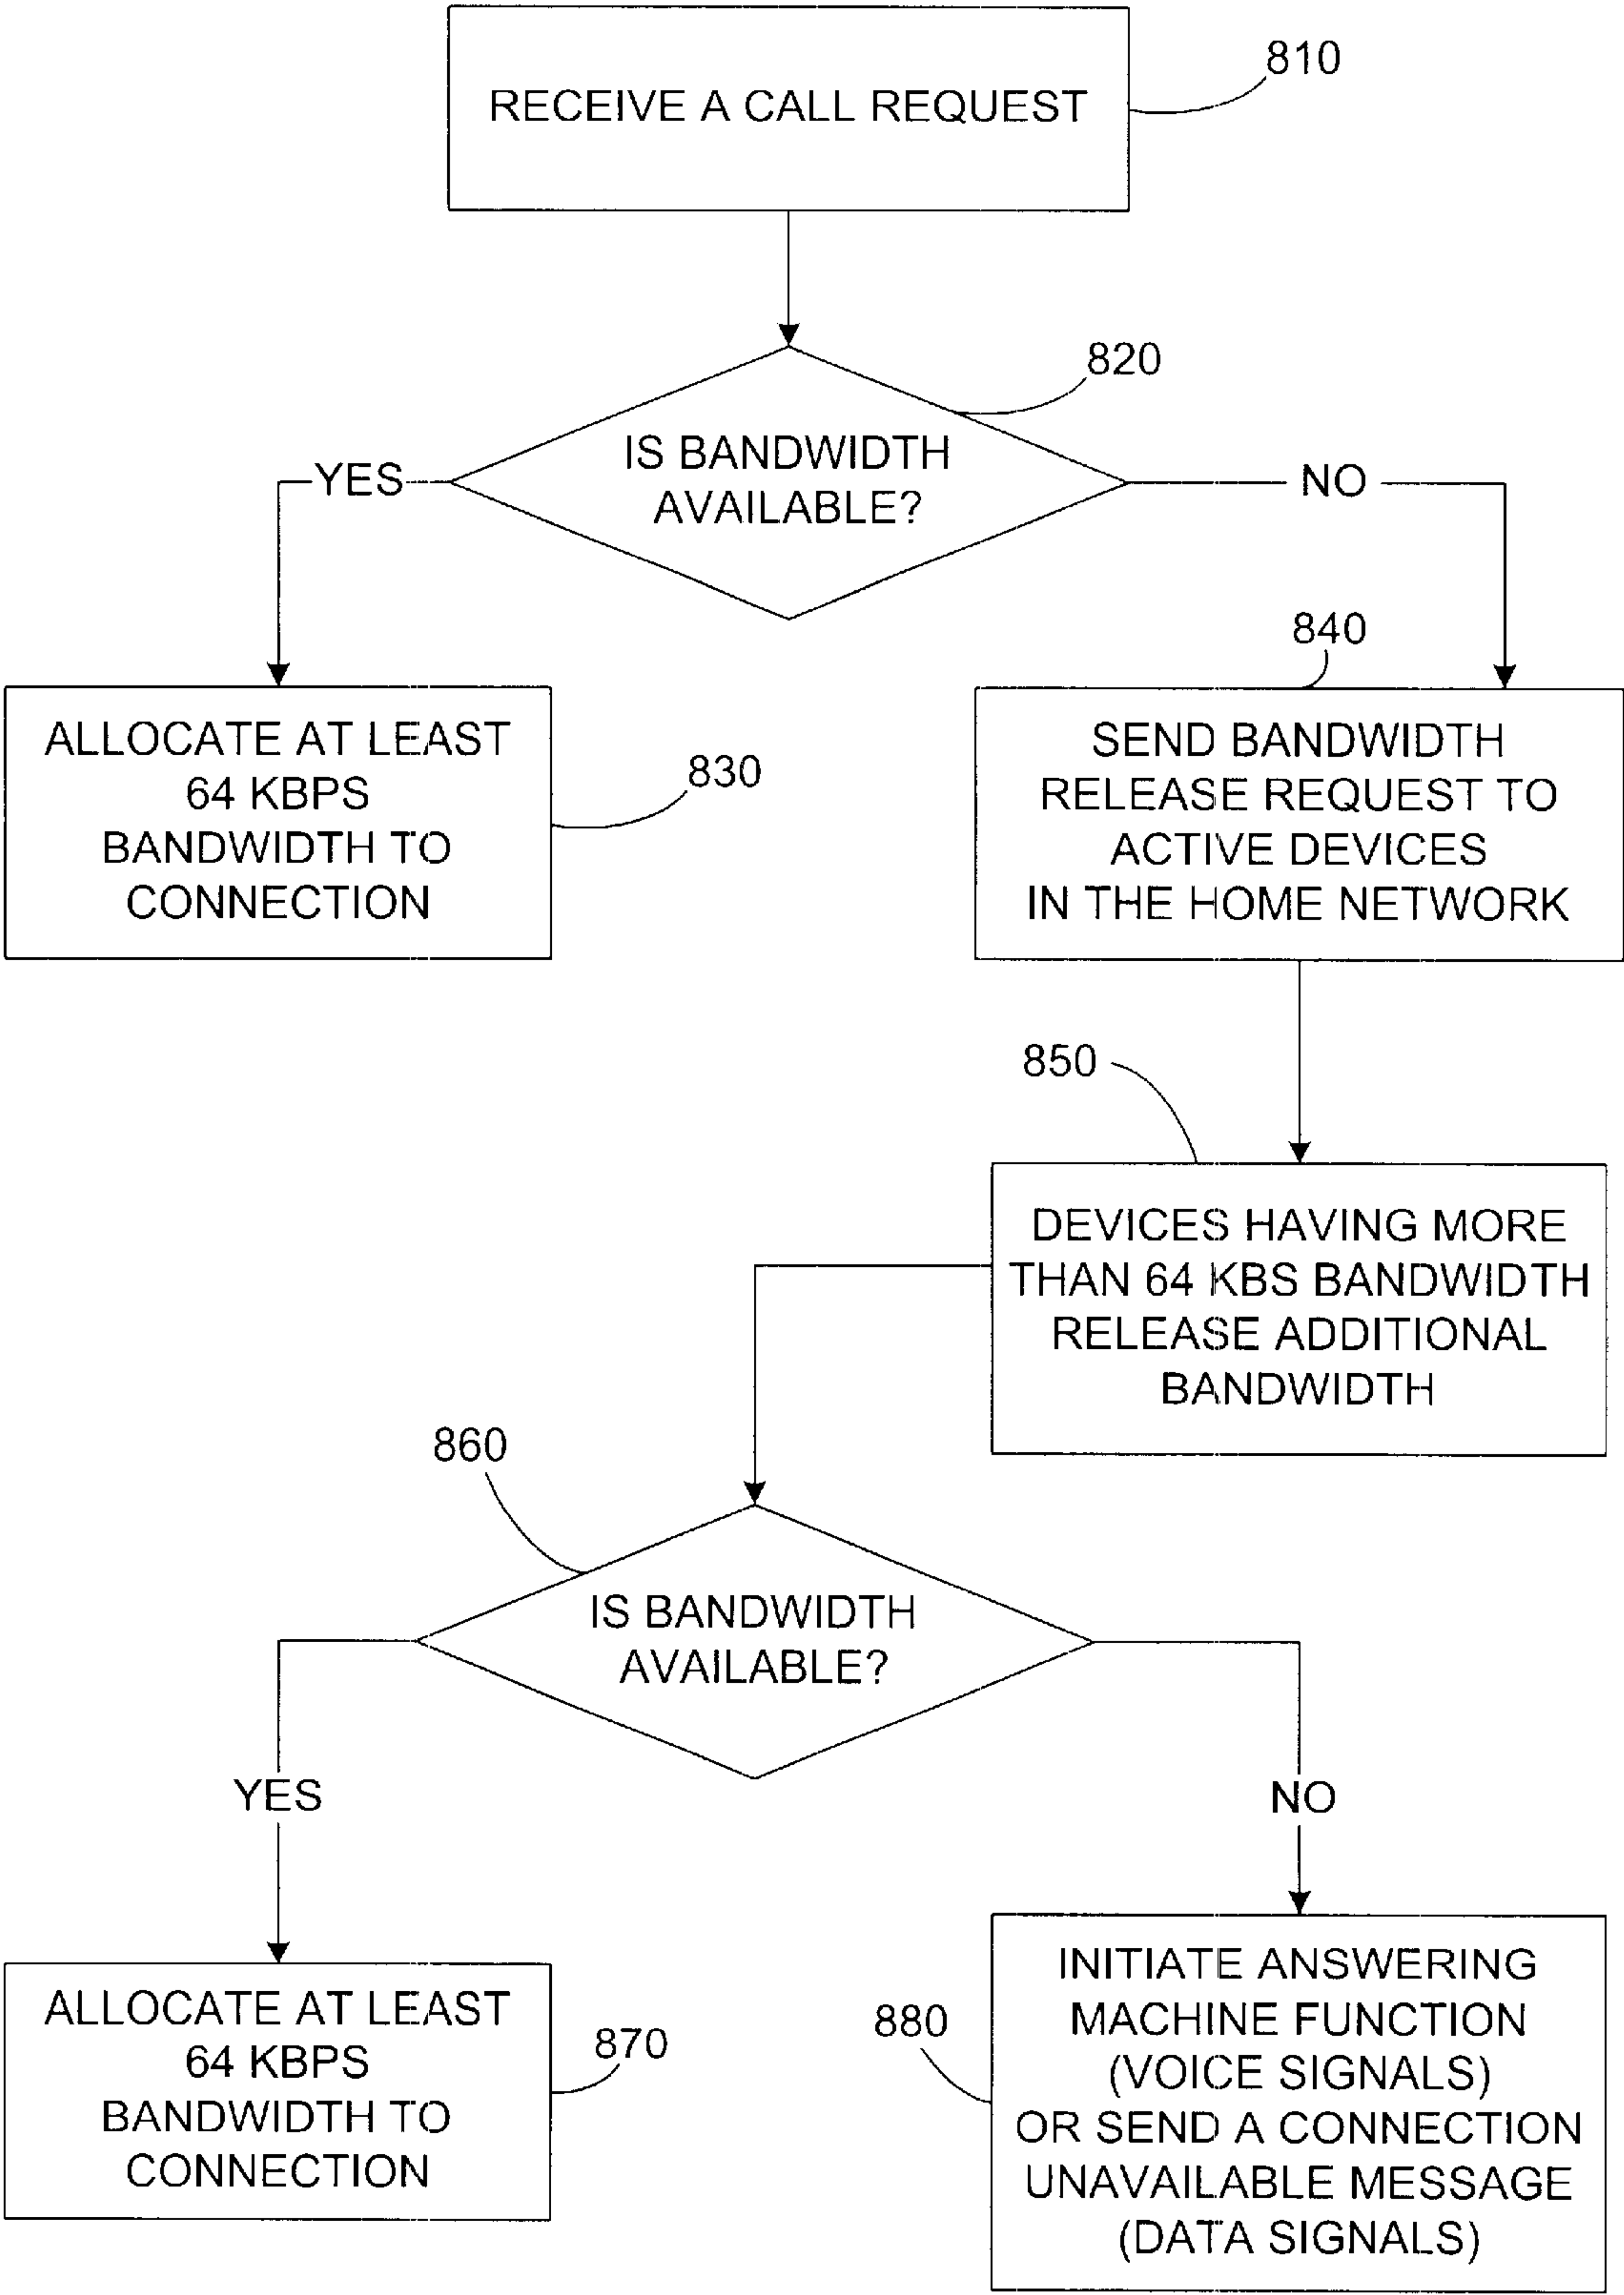 RECEIVE A CALL REQUEST
810
820
IS BANDWIDTH
AVAILABLE?
YES
NO
840
ALLOCATE AT LEAST
64 KBPS
BANDWIDTH TO
CONNECTION
830
SEND BANDWIDTH
RELEASE REQUEST TO
ACTIVE DEVICES
IN THE HOME NETWORK
850
DEVICES HAVING MORE
THAN 64 KBS BANDWIDTH
RELEASE ADDITIONAL
BANDWIDTH
860
IS BANDWIDTH
AVAILABLE?
YES
NO
ALLOCATE AT LEAST
64 KBPS
BANDWIDTH TO
CONNECTION
870
880
INITIATE ANSWERING
MACHINE FUNCTION
(VOICE SIGNALS)
OR SEND A CONNECTION
UNAVAILABLE MESSAGE
(DATA SIGNALS)